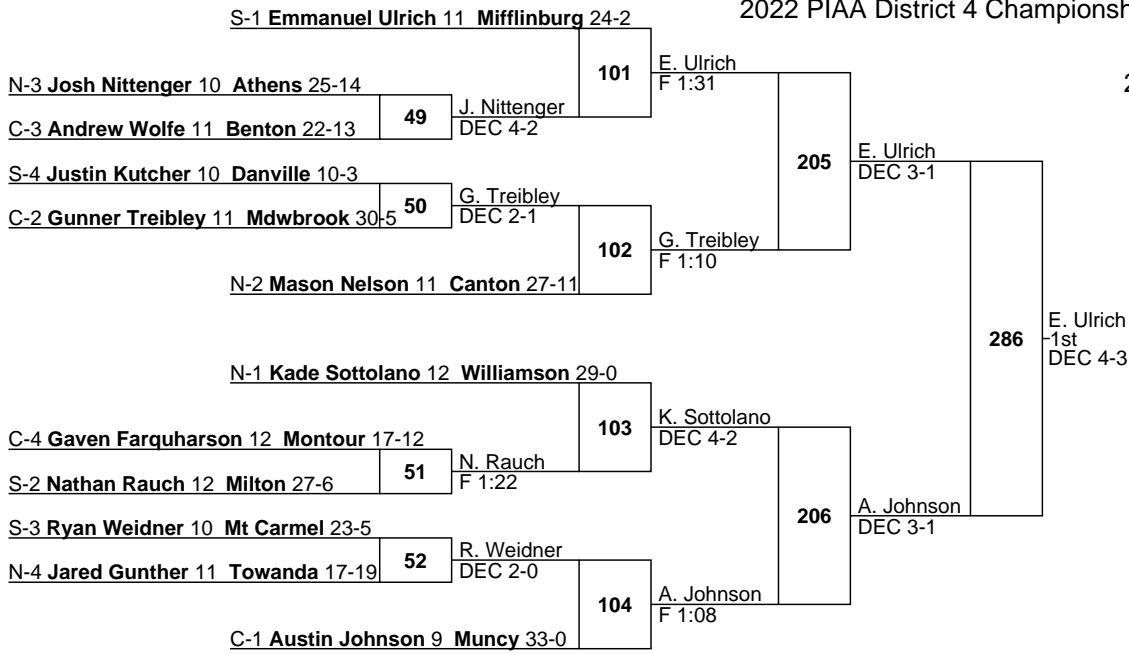 2022 PIAA District 4 Championsh
2
S-1 Emmanuel Ulrich 11 Mifflinburg 24-2
101
E. Ulrich
F 1:31
N-3 Josh Nittenger 10 Athens 25-14
49
J. Nittenger
DEC 4-2
C-3 Andrew Wolfe 11 Benton 22-13
205
E. Ulrich
DEC 3-1
S-4 Justin Kutcher 10 Danville 10-3
50
G. Treibley
DEC 2-1
C-2 Gunner Treibley 11 Mdwbrook 30-5
102
G. Treibley
F 1:10
N-2 Mason Nelson 11 Canton 27-11
286
E. Ulrich
1st
DEC 4-3
N-1 Kade Sottolano 12 Williamson 29-0
103
K. Sottolano
DEC 4-2
C-4 Gaven Farquharson 12 Montour 17-12
51
N. Rauch
F 1:22
S-2 Nathan Rauch 12 Milton 27-6
206
A. Johnson
DEC 3-1
S-3 Ryan Weidner 10 Mt Carmel 23-5
52
R. Weidner
DEC 2-0
N-4 Jared Gunther 11 Towanda 17-19
104
A. Johnson
F 1:08
C-1 Austin Johnson 9 Muncy 33-0